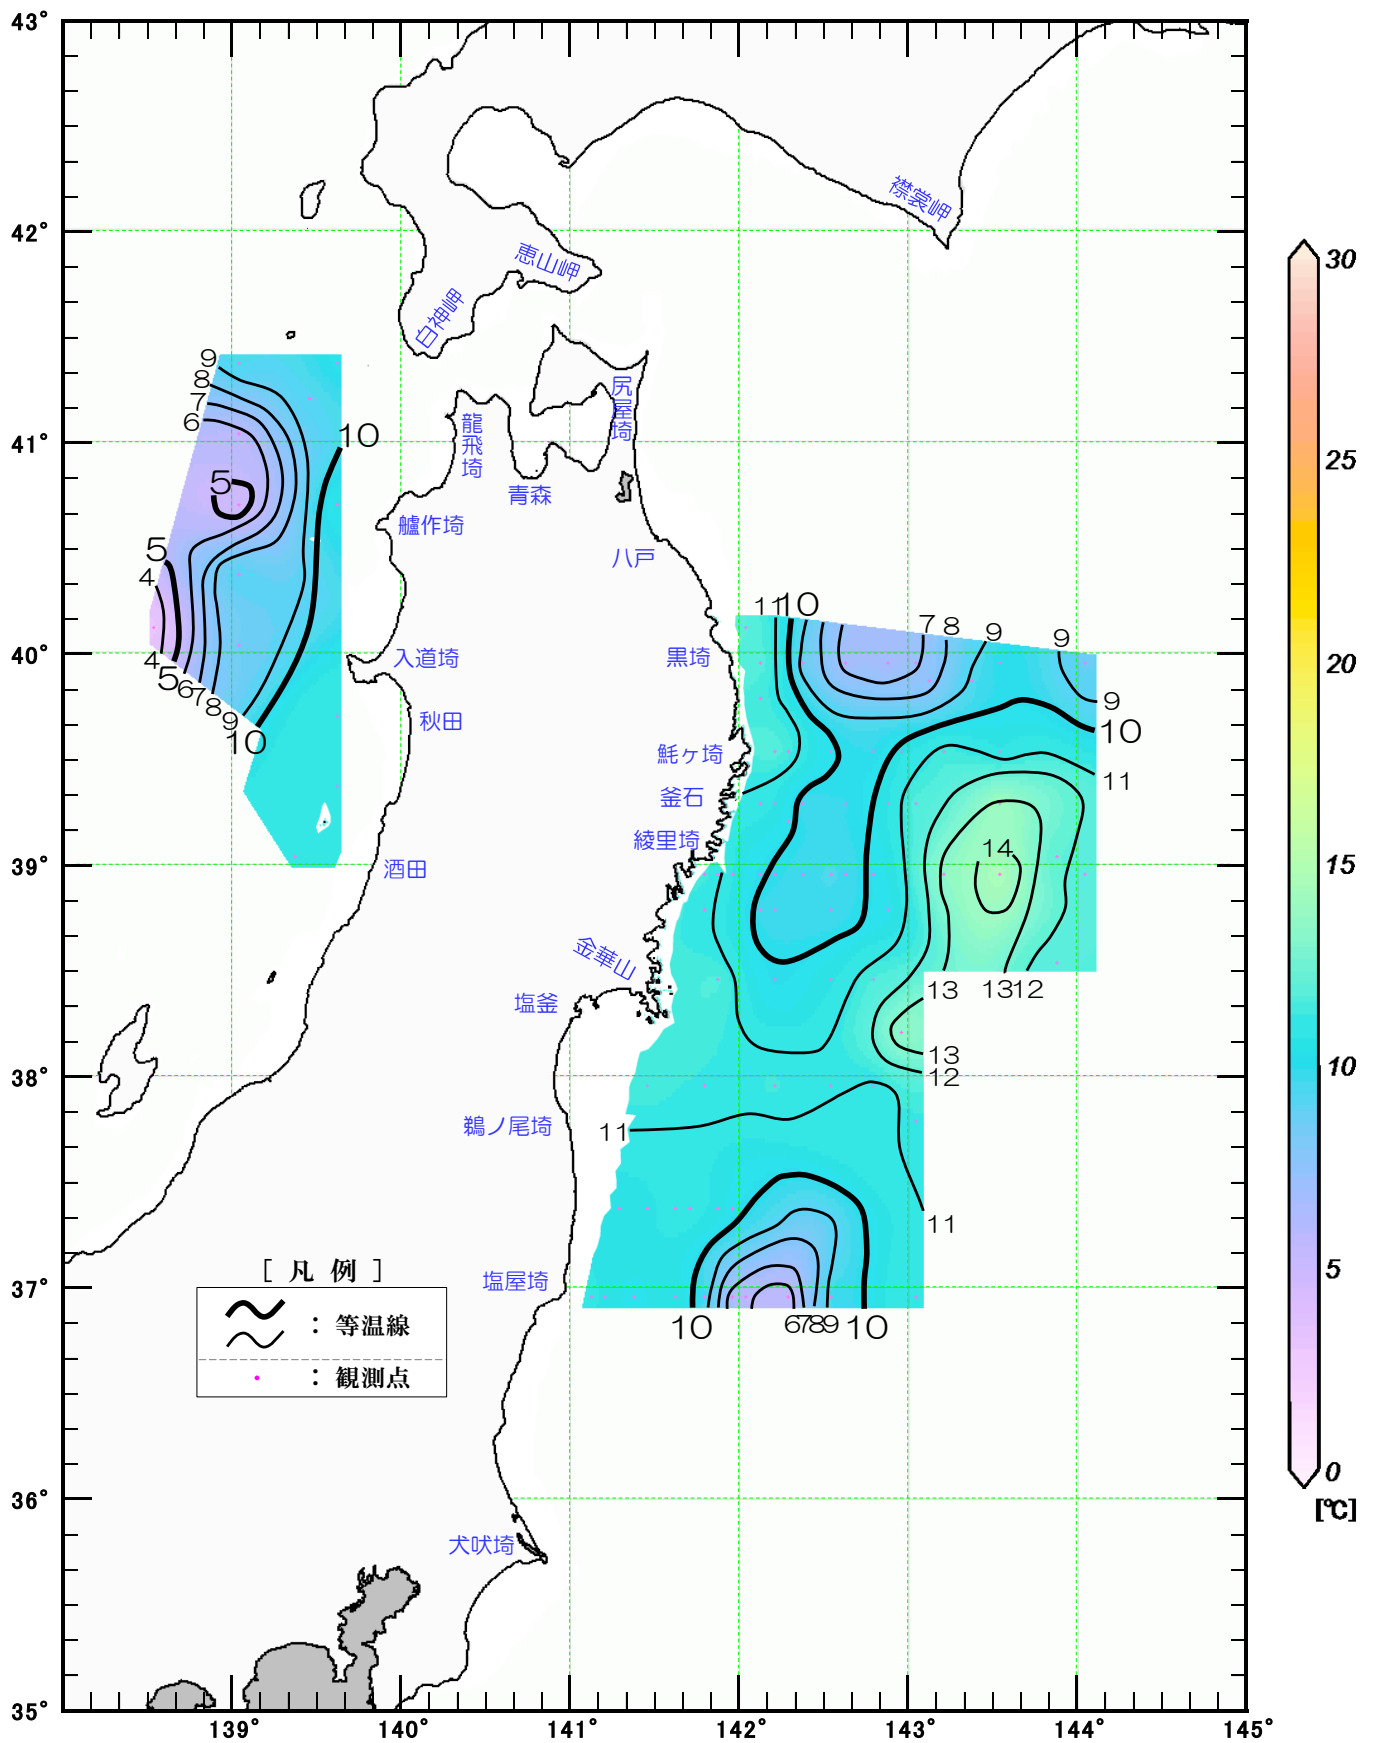 43°
42°
襟裳岬
恵山岬
30
白神岬
9
8
7
6
尻屋埼
龍飛埼
10
41°
25
5
青森
艫作埼
5
八戸
4
11
10
7
8
9
9
40°
4
5
6
7
8
9
10
入道埼
黒埼
20
9
10
秋田
魹ヶ埼
11
釜石
綾里埼
14
39°
酒田
15
金華山
塩釜
13
13
12
13
12
38°
10
鵜ノ尾埼
11
11
5
[ 凡 例 ]
37°
塩屋埼
: 等温線
10
6
7
8
9
10
: 観測点
0
[℃]
36°
犬吠埼
35°
139°
140°
141°
142°
143°
144°
145°